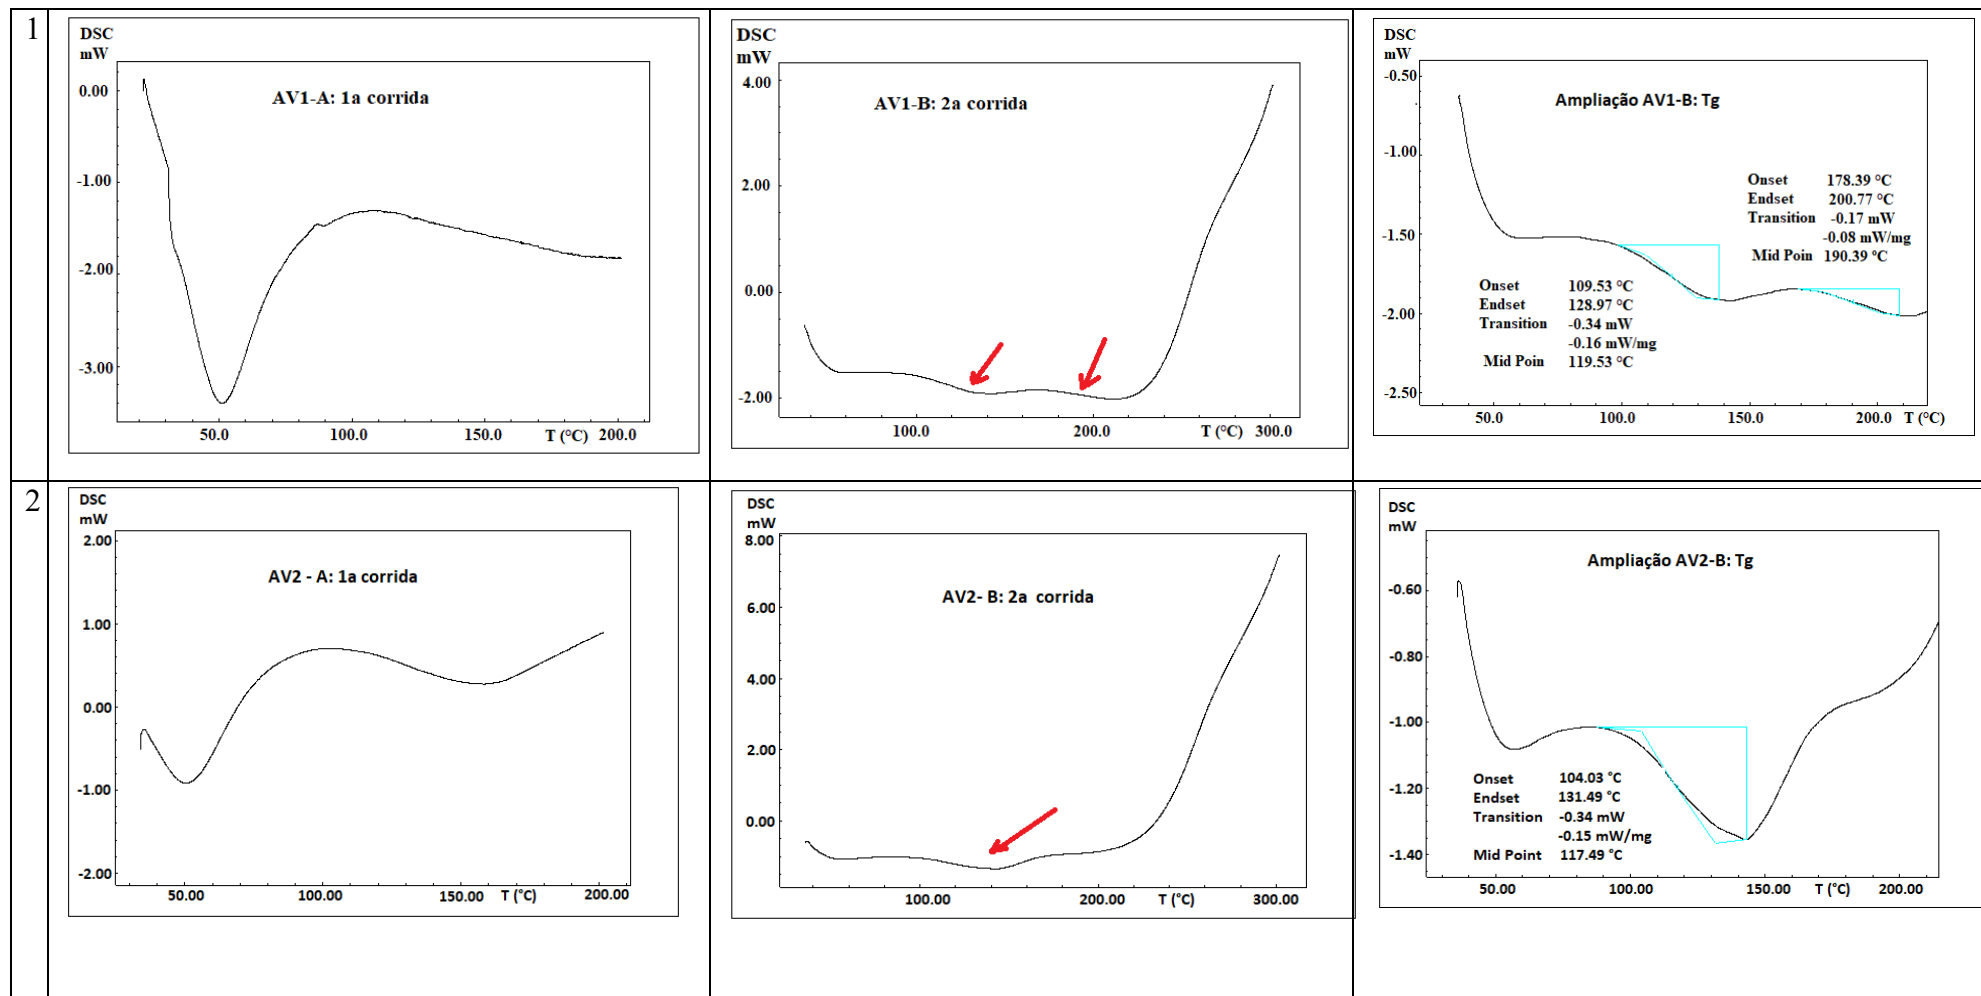 1
DSC
mW
AV1-A: 1a corrida
0.00
-1.00
-2.00
-3.00
50.0 100.0 150.0 T (°C) 200.0
DSC
mW
4.00
AV1-B: 2a corrida
2.00
0.00
-2.00
100.0 200.0 T (°C) 300.0
DSC
mW
-0.50
Ampliação AV1-B: Tg
-1.00
-1.50
-2.00
-2.50
Onset 178.39 °C
Endset 200.77 °C
Transition -0.17 mW
-0.08 mW/mg
Mid Poin 190.39 °C
Onset 109.53 °C
Endset 128.97 °C
Transition -0.34 mW
-0.16 mW/mg
Mid Poin 119.53 °C
50.0 100.0 150.0 200.0 T (°C)
2
DSC
mW
2.00
AV2 - A: 1a corrida
1.00
0.00
-1.00
-2.00
50.00 100.00 150.00 T (°C) 200.00
DSC
mW
8.00
AV2- B: 2a corrida
6.00
4.00
2.00
0.00
100.00 200.00 T (°C) 300.00
DSC
mW
Ampliação AV2-B: Tg
-0.60
-0.80
-1.00
-1.20
-1.40
Onset 104.03 °C
Endset 131.49 °C
Transition -0.34 mW
-0.15 mW/mg
Mid Point 117.49 °C
50.00 100.00 150.00 T (°C) 200.00